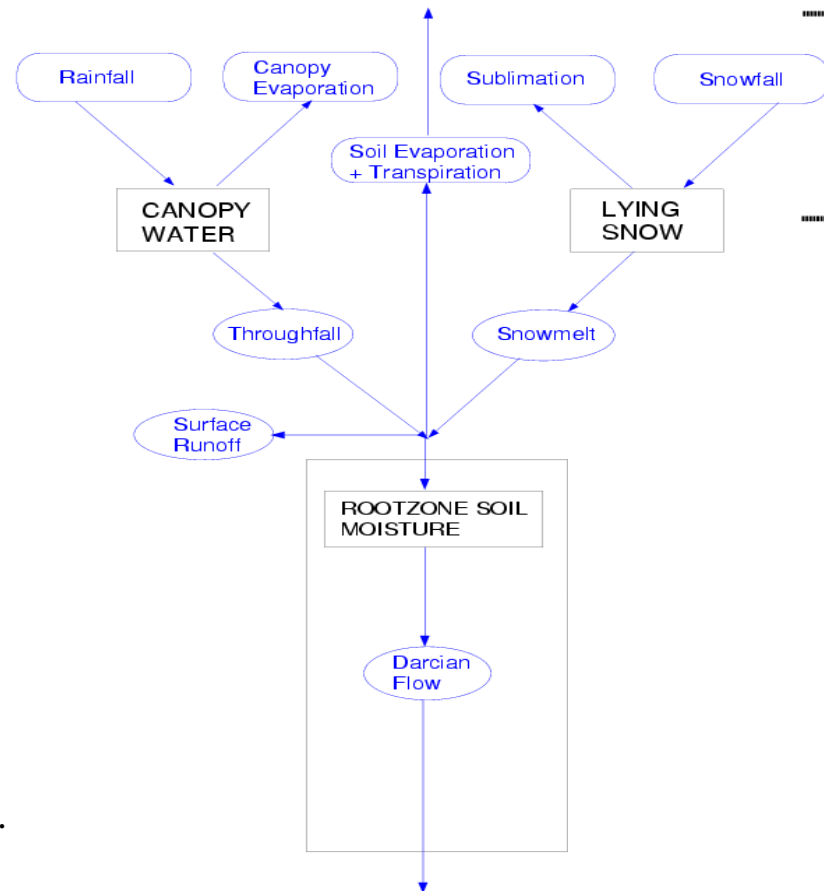 Rainfall
Canopy
Evaporation
Sublimation
Snowfall
Soil Evaporation
+ Transpiration
CANOPY
WATER
LYING
SNOW
Throughfall
Snowmelt
Surface
Runoff
ROOTZONE SOIL
MOISTURE
Darcian
Flow